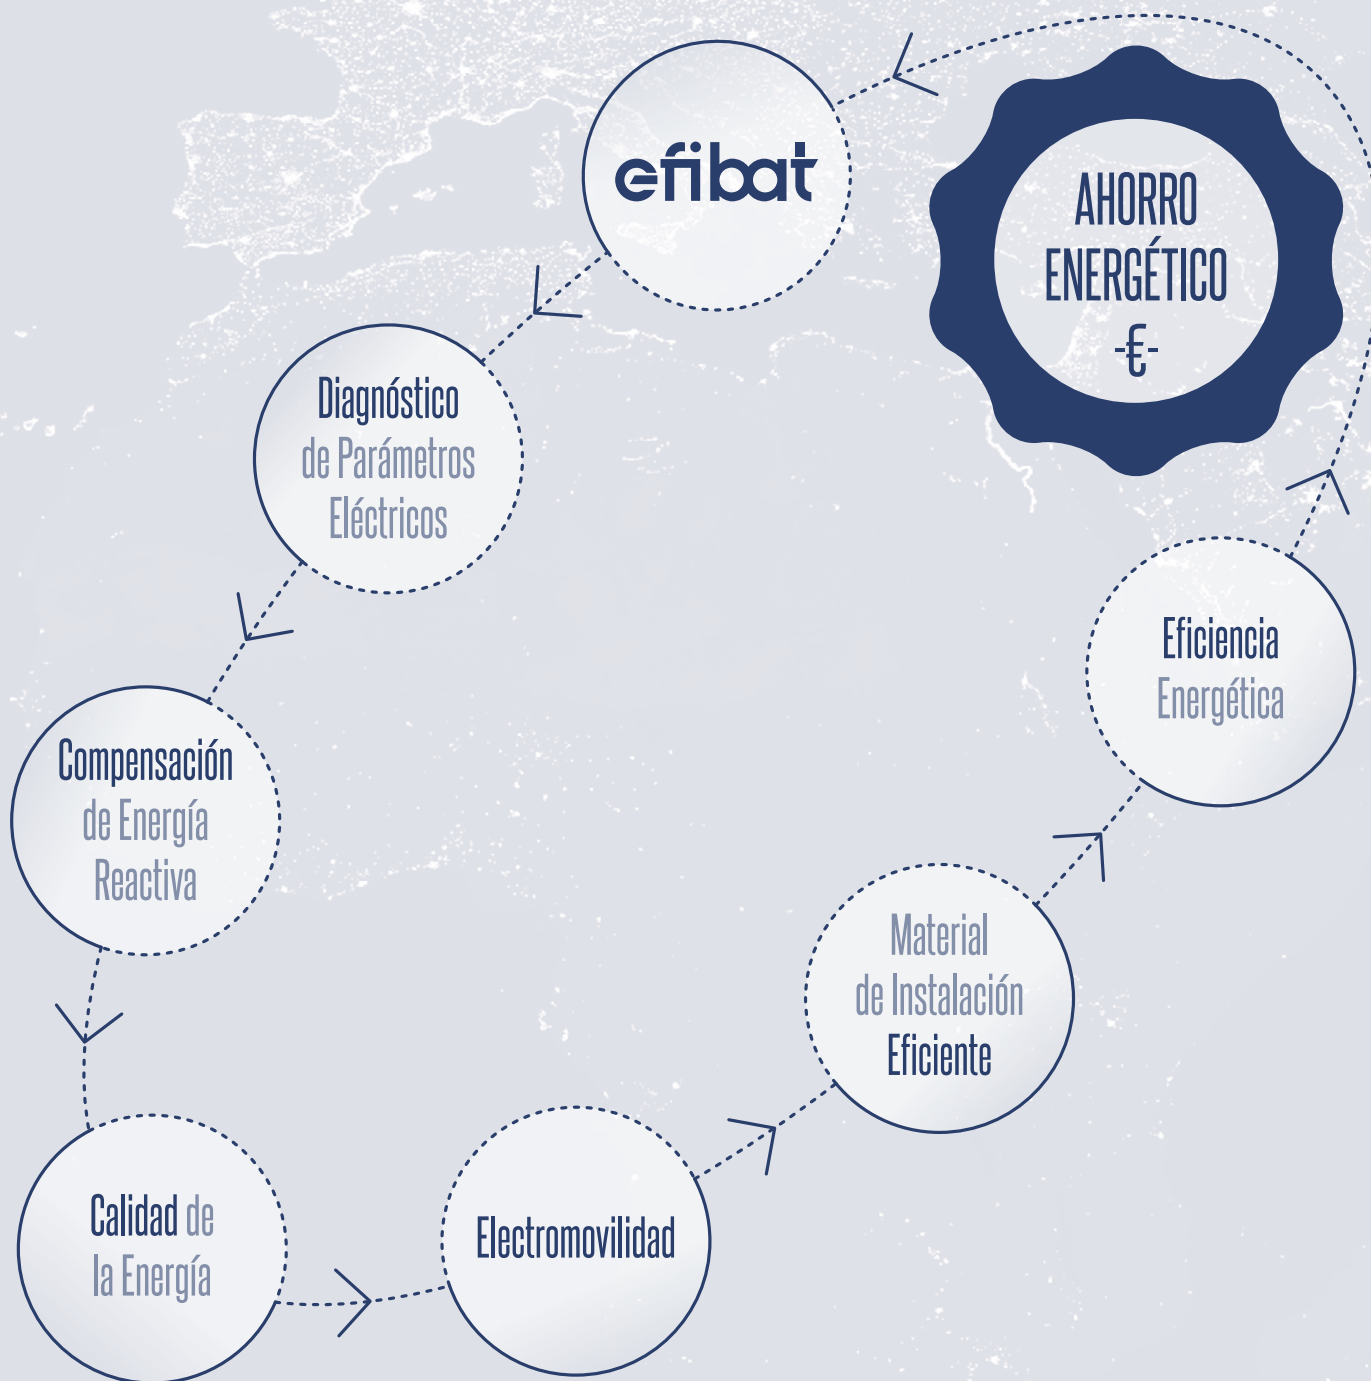 efibat
AHORRO
ENERGÉTICO
-€-
Diagnóstico
de Parámetros
Eléctricos
Compensación
de Energía
Reactiva
Calidad de
la Energía
Electromovilidad
Material
de Instalación
Eficiente
Eficiencia
Energética